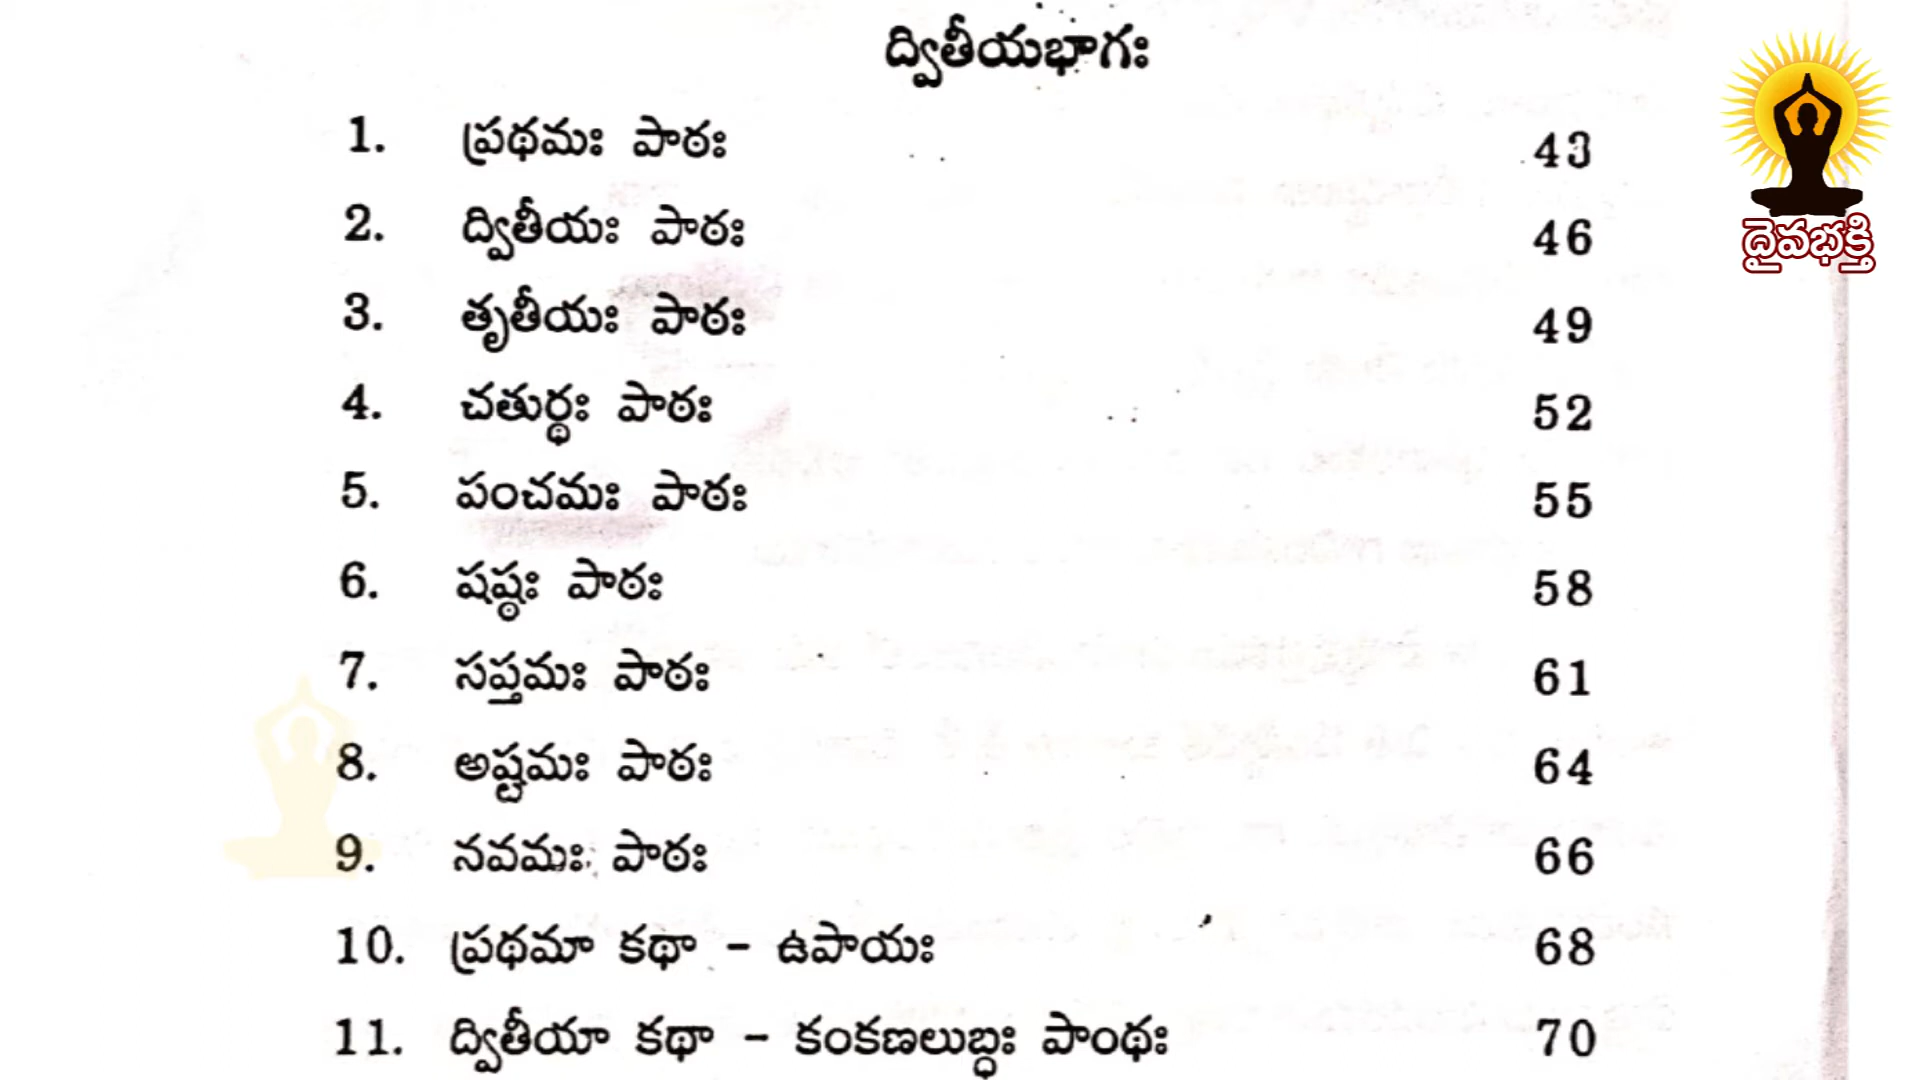 ద్వితీయభాగః
1. ప్రథమః పాఠః 43
2. ద్వితీయః పాఠః 46
3. తృతీయః పాఠః 49
4. చతుర్థః పాఠః 52
5. పంచమః పాఠః 55
6. షష్ఠః పాఠః 58
7. సప్తమః పాఠః 61
8. అష్టమః పాఠః 64
9. నవమః పాఠః 66
10. ప్రథమా కథా - ఉపాయః 68
11. ద్వితీయా కథా - కంకణలుబ్ధః పాంథః 70
దైవభక్తి